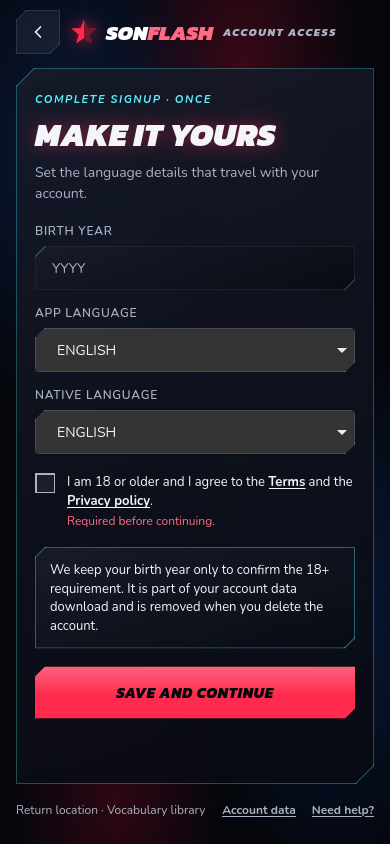 SONFLASH ACCOUNT ACCESS
COMPLETE SIGNUP · ONCE
MAKE IT YOURS
Set the language details that travel with your
account.
BIRTH YEAR
YYYY
APP LANGUAGE
ENGLISH
NATIVE LANGUAGE
ENGLISH
I am 18 or older and I agree to the Terms and the
Privacy policy.
Required before continuing.
We keep your birth year only to confirm the 18+
requirement. It is part of your account data
download and is removed when you delete the
account.
SAVE AND CONTINUE
Return location · Vocabulary library Account data Need help?